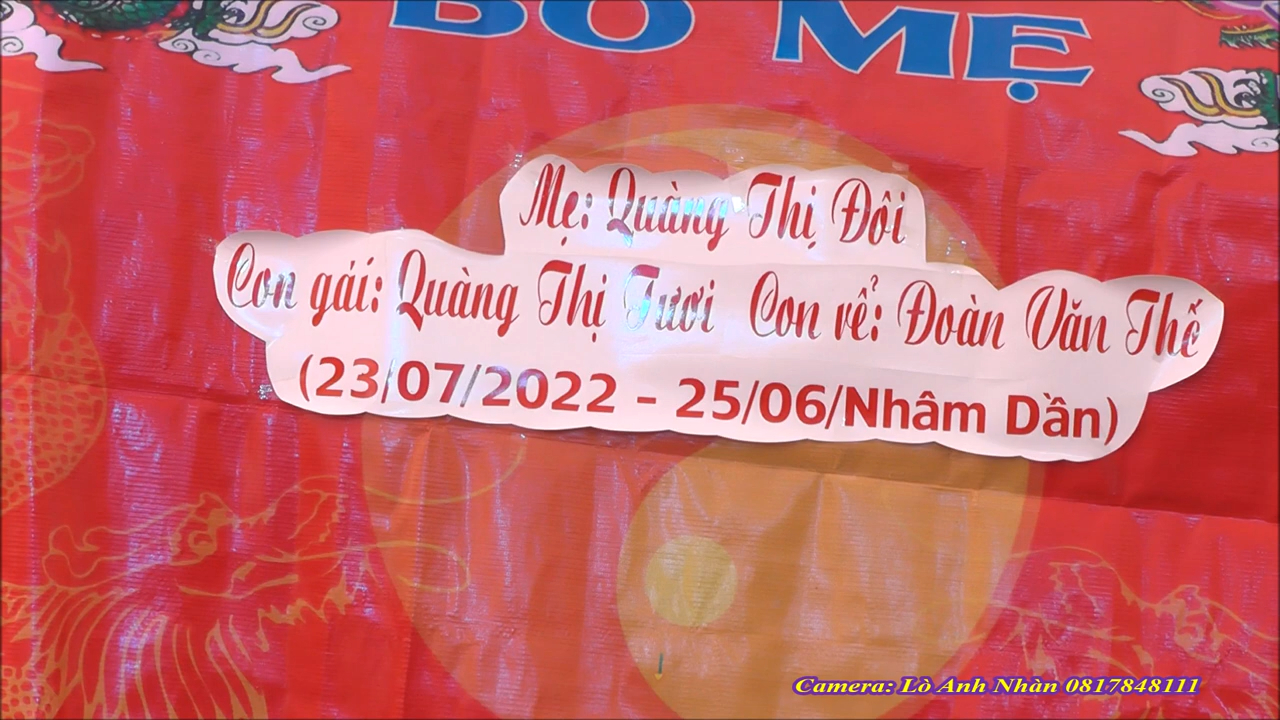 BỐ MẸ
Mẹ: Quàng Thị Đôi
Con gái: Quàng Thị Tươi Con rể: Đoàn Văn Thế
(23/07/2022 - 25/06/Nhâm Dần)
Camera: Lò Anh Nhàn 0817848111